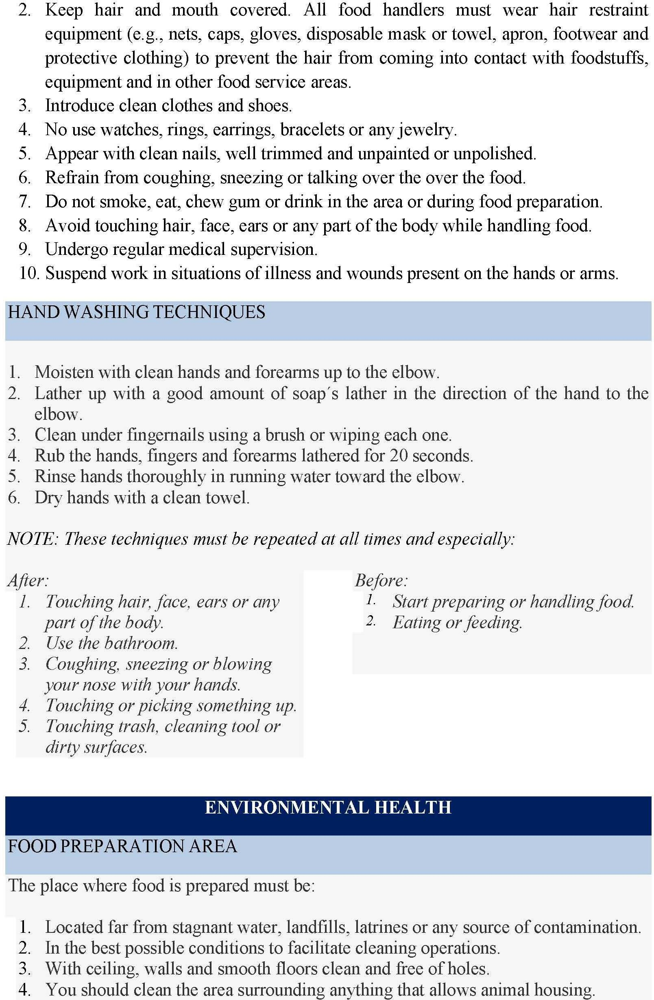 2. Keep hair and mouth covered. All food handlers must wear hair restraint
equipment (e.g., nets, caps, gloves, disposable mask or towel, apron, footwear and
protective clothing) to prevent the hair from coming into contact with foodstuffs,
equipment and in other food service areas.
3. Introduce clean clothes and shoes.
4. No use watches, rings, earrings, bracelets or any jewelry.
5. Appear with clean nails, well trimmed and unpainted or unpolished.
6. Refrain from coughing, sneezing or talking over the over the food.
7. Do not smoke, eat, chew gum or drink in the area or during food preparation.
8. Avoid touching hair, face, ears or any part of the body while handling food.
9. Undergo regular medical supervision.
10. Suspend work in situations of illness and wounds present on the hands or arms.
HAND WASHING TECHNIQUES
1. Moisten with clean hands and forearms up to the elbow.
2. Lather up with a good amount of soap´s lather in the direction of the hand to the
elbow.
3. Clean under fingernails using a brush or wiping each one.
4. Rub the hands, fingers and forearms lathered for 20 seconds.
5. Rinse hands thoroughly in running water toward the elbow.
6. Dry hands with a clean towel.
NOTE: These techniques must be repeated at all times and especially:
After:
1. Touching hair, face, ears or any
part of the body.
2. Use the bathroom.
3. Coughing, sneezing or blowing
your nose with your hands.
4. Touching or picking something up.
5. Touching trash, cleaning tool or
dirty surfaces.
Before:
1. Start preparing or handling food.
2. Eating or feeding.
ENVIRONMENTAL HEALTH
FOOD PREPARATION AREA
The place where food is prepared must be:
1. Located far from stagnant water, landfills, latrines or any source of contamination.
2. In the best possible conditions to facilitate cleaning operations.
3. With ceiling, walls and smooth floors clean and free of holes.
4. You should clean the area surrounding anything that allows animal housing.